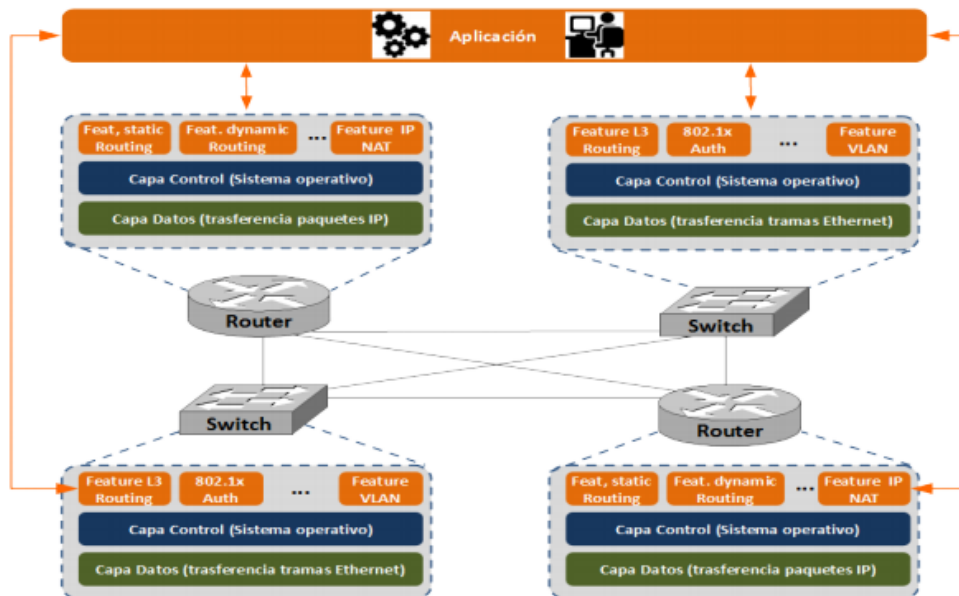 Aplicación
Feat, static
Routing
Feat. dynamic
Routing
...
Feature IP
NAT
Capa Control (Sistema operativo)
Capa Datos (trasferencia paquetes IP)
Feature L3
Routing
802.1x
Auth
...
Feature
VLAN
Capa Control (Sistema operativo)
Capa Datos (trasferencia tramas Ethernet)
Router
Switch
Switch
Router
Feature L3
Routing
802.1x
Auth
...
Feature
VLAN
Capa Control (Sistema operativo)
Capa Datos (trasferencia tramas Ethernet)
Feat, static
Routing
Feat. dynamic
Routing
...
Feature IP
NAT
Capa Control (Sistema operativo)
Capa Datos (trasferencia paquetes IP)